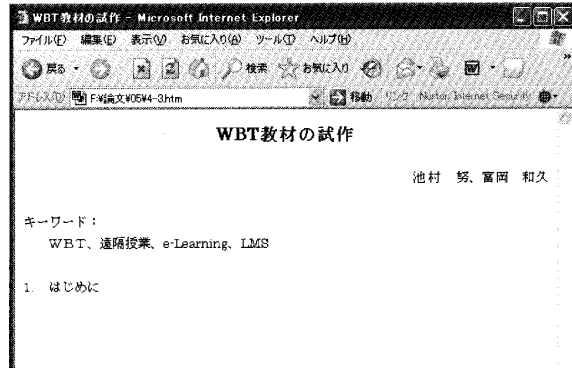 WBT教材の試作 - Microsoft Internet Explorer
ファイル(F) 編集(E) 表示(V) お気に入り(A) ツール(T) ヘルプ(H)
戻る 検索 お気に入り
アドレス(D) F:¥論文¥05¥4-3.htm 移動 リンク Norton Internet Security
WBT教材の試作
池村 努、富岡 和久
キーワード：
WBT、遠隔授業、e-Learning、LMS
1. はじめに